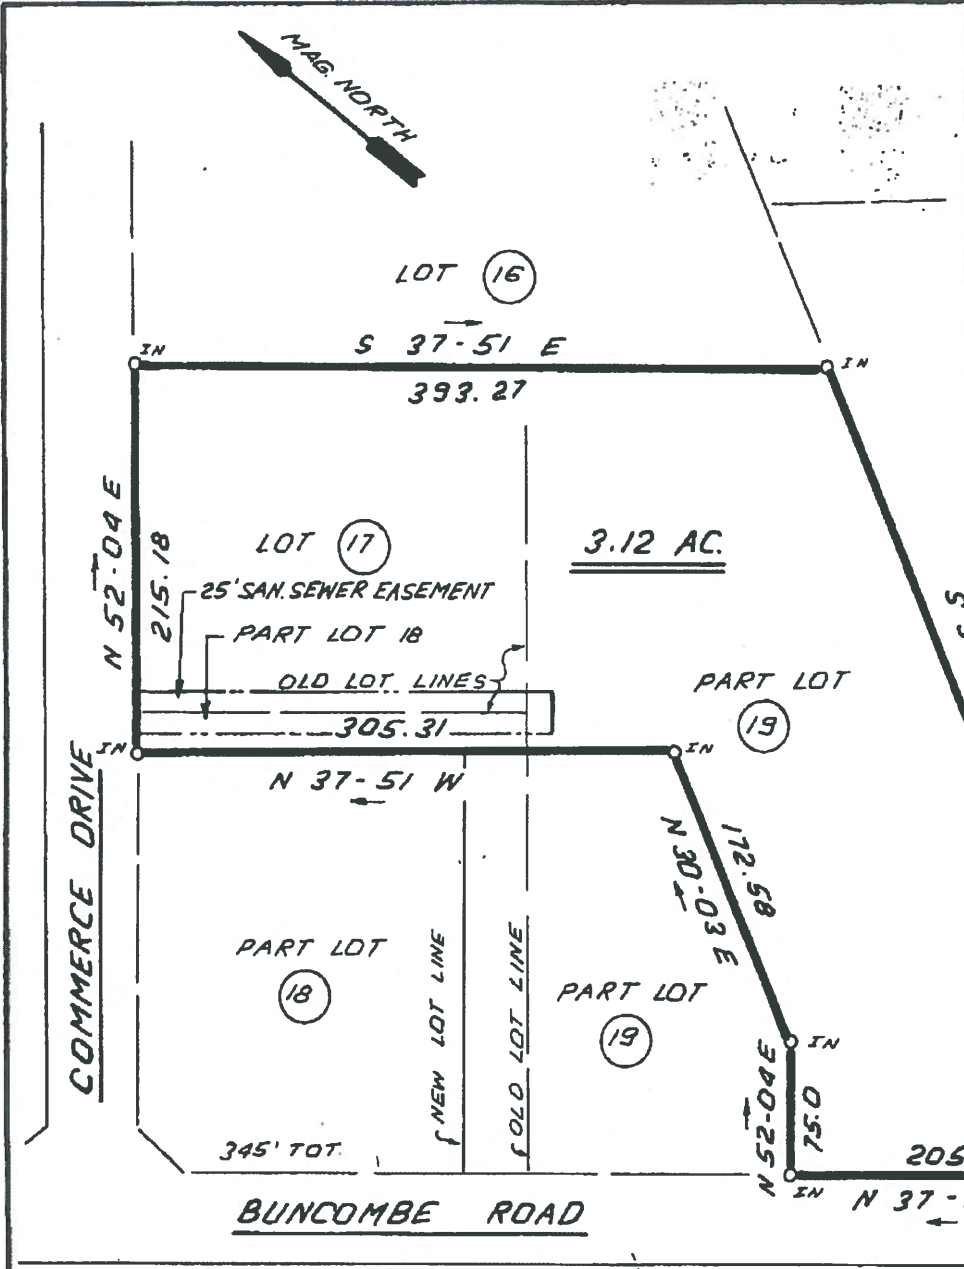 MAG. NORTH
LOT 16
IN
S 37-51 E
IN
393.27
N 52-04 E
215.18
LOT 17
3.12 AC.
25' SAN. SEWER EASEMENT
PART LOT 18
OLD LOT LINES
PART LOT
19
305.31
IN
IN
N 37-51 W
COMMERCE DRIVE
172.58
N 30-03 E
PART LOT
18
NEW LOT LINE
OLD LOT LINE
PART LOT
19
IN
N 52-04 E
75.0
345' TOT.
205
IN
N 37-
BUNCOMBE ROAD